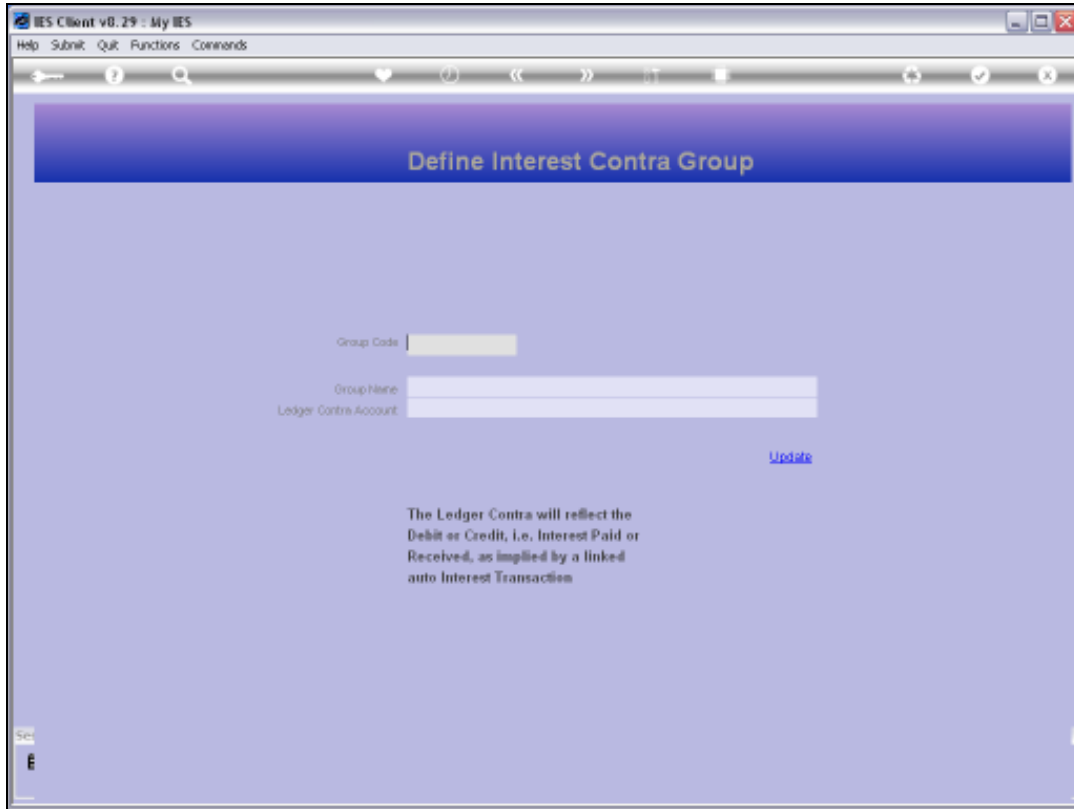 IES Client v8.29 : My IES
Help Submit Quit Functions Commands
Define Interest Contra Group
Group Code
Group Name
Ledger Contra Account
Update
The Ledger Contra will reflect the
Debit or Credit, i.e. Interest Paid or
Received, as implied by a linked
auto Interest Transaction